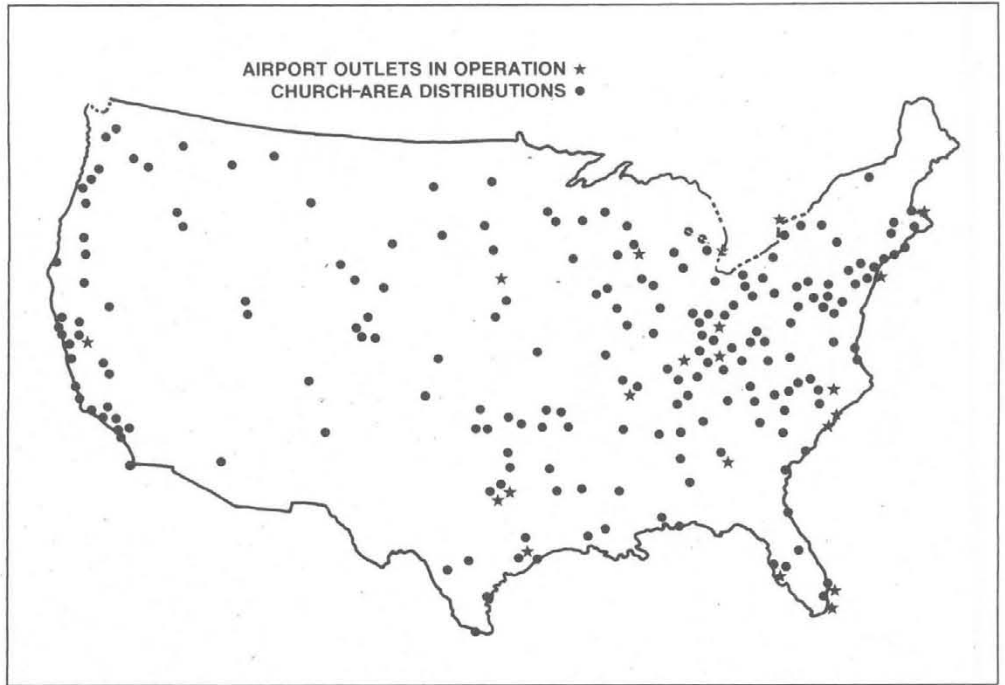 AIRPORT OUTLETS IN OPERATION ★
CHURCH-AREA DISTRIBUTIONS ●